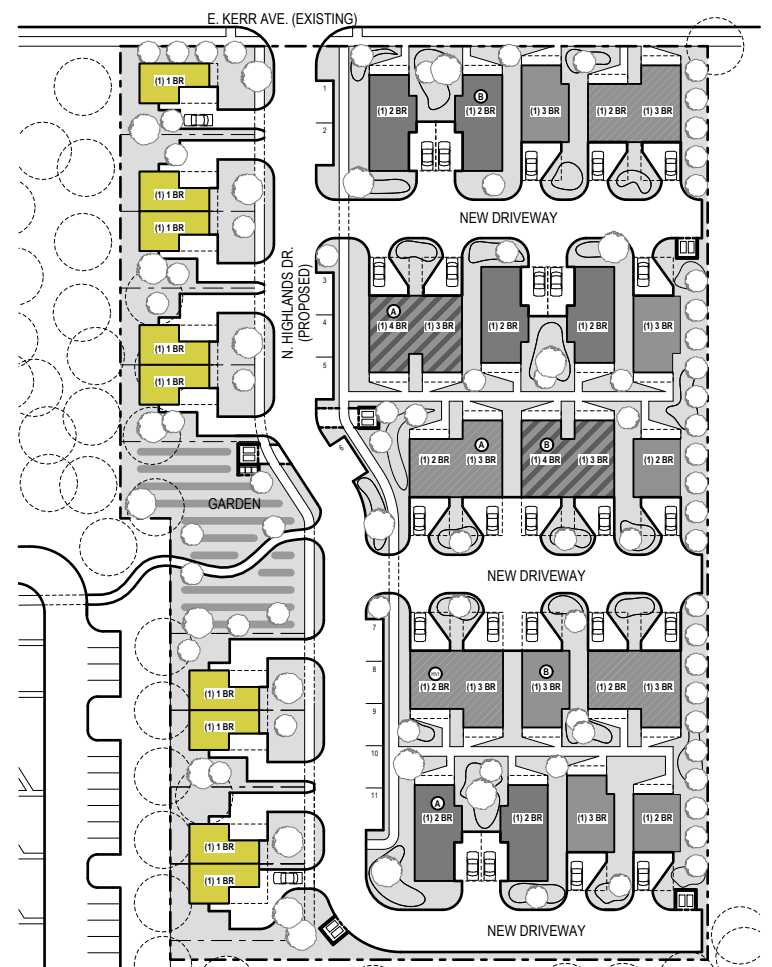 E. KERR AVE. (EXISTING)
(1) 1 BR
1
2
(1) 2 BR
B
(1) 2 BR
(1) 3 BR
(1) 2 BR
(1) 3 BR
(1) 1 BR
(1) 1 BR
NEW DRIVEWAY
N. HIGHLANDS DR.
(PROPOSED)
3
4
5
A
(1) 4 BR
(1) 3 BR
(1) 2 BR
(1) 2 BR
(1) 3 BR
(1) 1 BR
(1) 1 BR
6
A
(1) 2 BR
(1) 3 BR
B
(1) 4 BR
(1) 3 BR
(1) 2 BR
GARDEN
NEW DRIVEWAY
7
8
9
10
11
(1) 2 BR
(1) 3 BR
B
(1) 3 BR
(1) 2 BR
(1) 3 BR
(1) 1 BR
(1) 1 BR
A
(1) 2 BR
(1) 2 BR
(1) 3 BR
(1) 2 BR
(1) 1 BR
(1) 1 BR
NEW DRIVEWAY